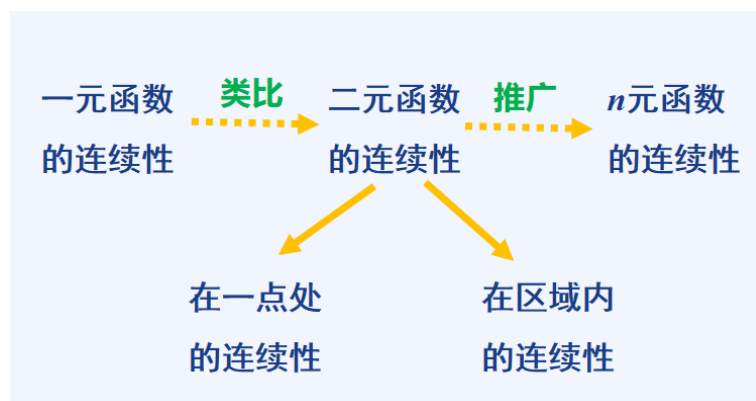 一元函数
的连续性
类比
二元函数
的连续性
推广
n元函数
的连续性
在一点处
的连续性
在区域内
的连续性